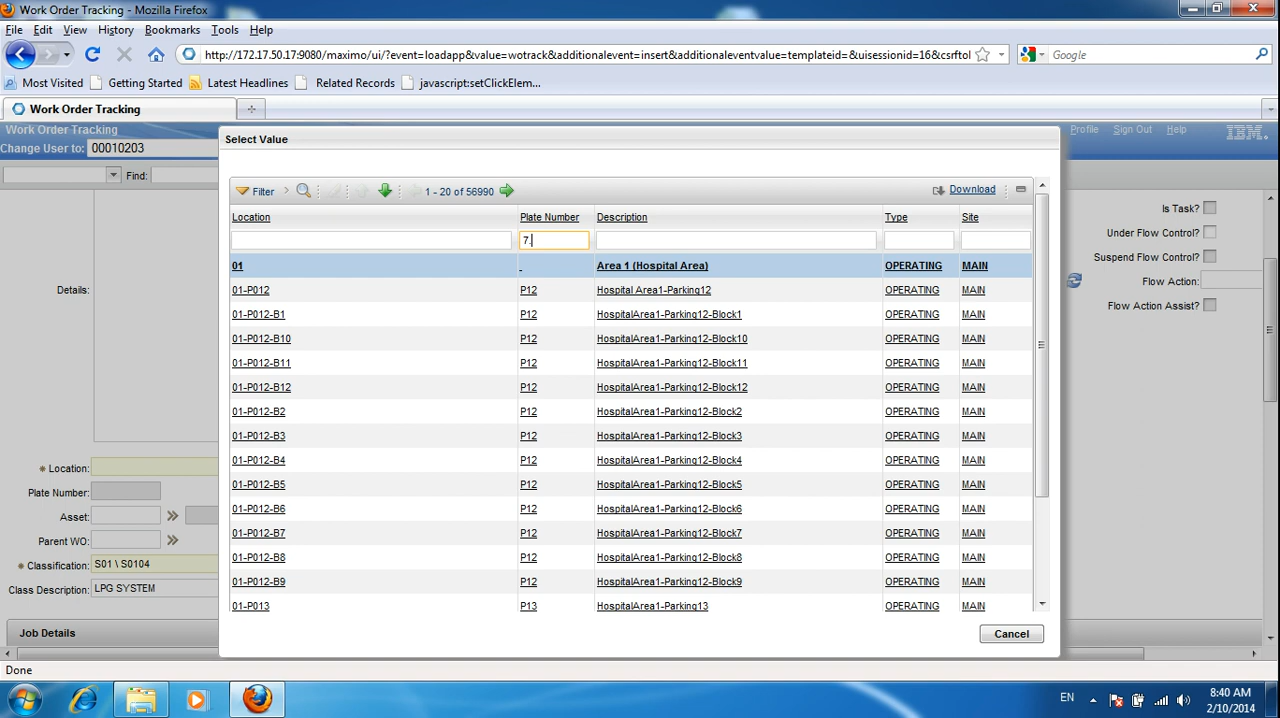 Work Order Tracking - Mozilla Firefox
File Edit View History Bookmarks Tools Help
http://172.17.50.17:9080/maximo/ui/?event=loadapp&value=wotrack&additionalevent=insert&additionaleventvalue=templateid=&uisessionid=16&csrftol Google
Most Visited Getting Started Latest Headlines Related Records javascript:setClickElem...
Work Order Tracking
Work Order Tracking Profile Sign Out Help IBM.
Change User to: 00010203
Find:
Select Value
Filter 1 - 20 of 56990 Download
Location Plate Number Description Type Site
7.
01 - Area 1 (Hospital Area) OPERATING MAIN
01-P012 P12 Hospital Area1-Parking12 OPERATING MAIN
01-P012-B1 P12 HospitalArea1-Parking12-Block1 OPERATING MAIN
01-P012-B10 P12 HospitalArea1-Parking12-Block10 OPERATING MAIN
01-P012-B11 P12 HospitalArea1-Parking12-Block11 OPERATING MAIN
01-P012-B12 P12 HospitalArea1-Parking12-Block12 OPERATING MAIN
01-P012-B2 P12 HospitalArea1-Parking12-Block2 OPERATING MAIN
01-P012-B3 P12 HospitalArea1-Parking12-Block3 OPERATING MAIN
01-P012-B4 P12 HospitalArea1-Parking12-Block4 OPERATING MAIN
01-P012-B5 P12 HospitalArea1-Parking12-Block5 OPERATING MAIN
01-P012-B6 P12 HospitalArea1-Parking12-Block6 OPERATING MAIN
01-P012-B7 P12 HospitalArea1-Parking12-Block7 OPERATING MAIN
01-P012-B8 P12 HospitalArea1-Parking12-Block8 OPERATING MAIN
01-P012-B9 P12 HospitalArea1-Parking12-Block9 OPERATING MAIN
01-P013 P13 HospitalArea1-Parking13 OPERATING MAIN
Cancel
Details:
* Location:
Plate Number:
Asset:
Parent WO:
* Classification: S01 \ S0104
Class Description: LPG SYSTEM
Job Details
Is Task?
Under Flow Control?
Suspend Flow Control?
Flow Action:
Flow Action Assist?
Done
EN 8:40 AM
2/10/2014